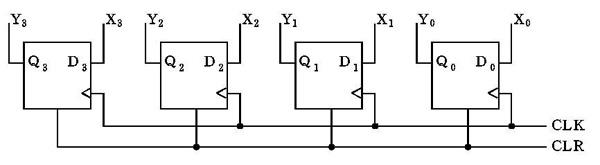 Y3 X3 Y2 X2 Y1 X1 Y0 X0
Q3 D3 Q2 D2 Q1 D1 Q0 D0
CLK
CLR